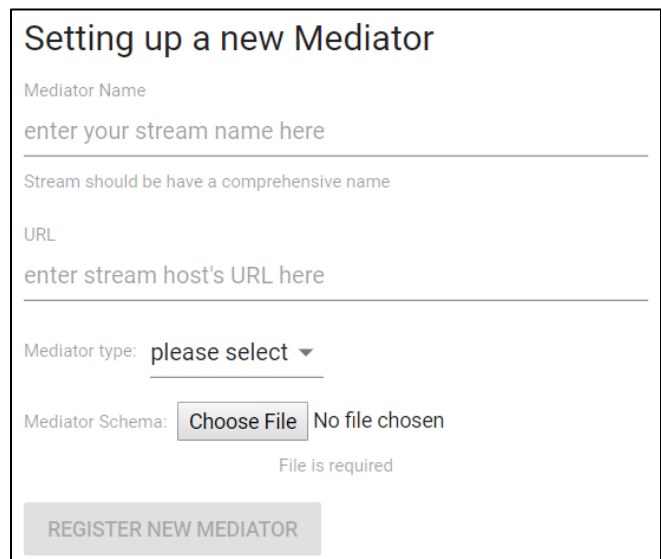 Setting up a new Mediator
Mediator Name
enter your stream name here
Stream should be have a comprehensive name
URL
enter stream host's URL here
Mediator type: please select
Mediator Schema: Choose File No file chosen
File is required
REGISTER NEW MEDIATOR